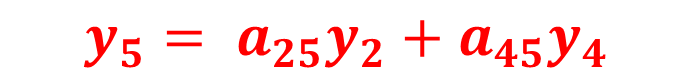 y₅ = a₂₅y₂ + a₄₅y₄